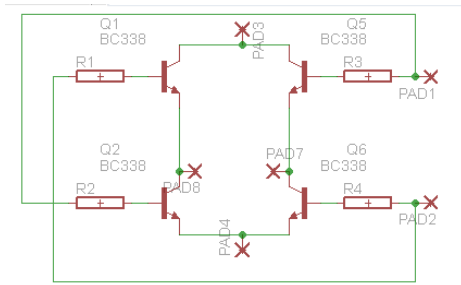 Q1
BC338
R1
PAD3
Q5
BC338
R3
PAD1
Q2
BC338
R2
PAD8
PAD7
Q6
BC338
R4
PAD2
PAD4